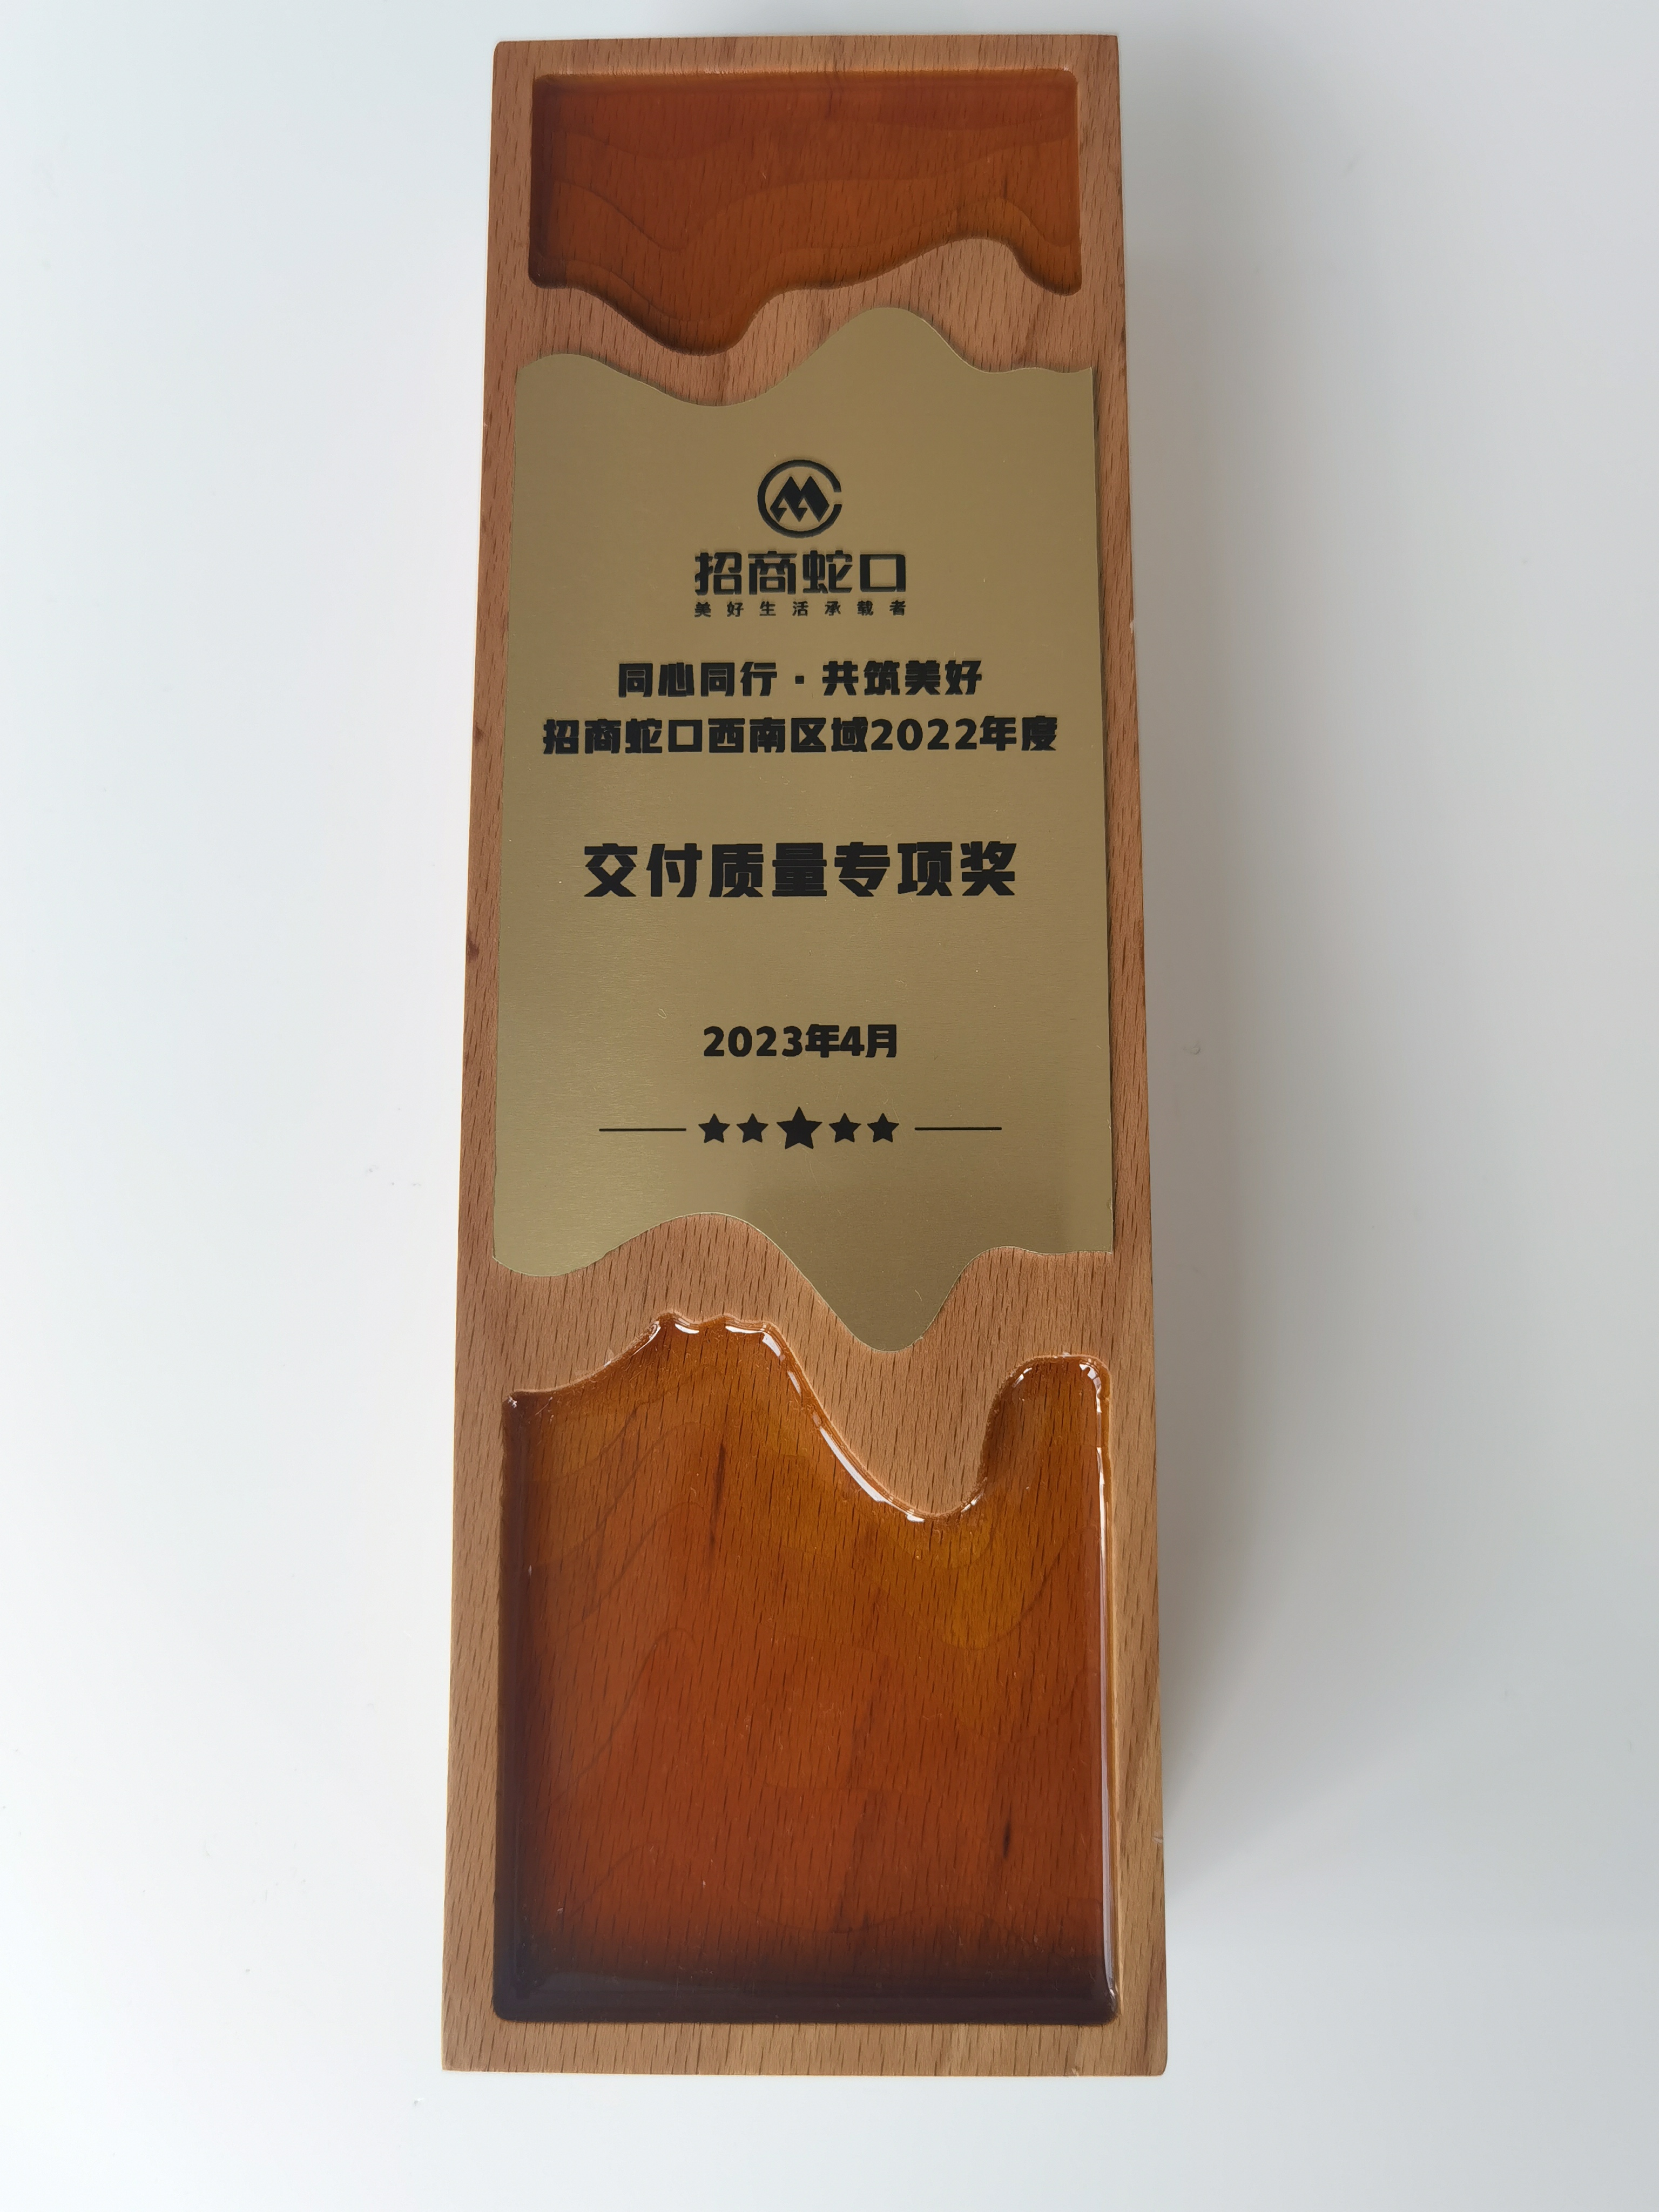 招商蛇口
美好生活承载者
同心同行·共筑美好
招商蛇口西南区域2022年度
交付质量专项奖
2023年4月